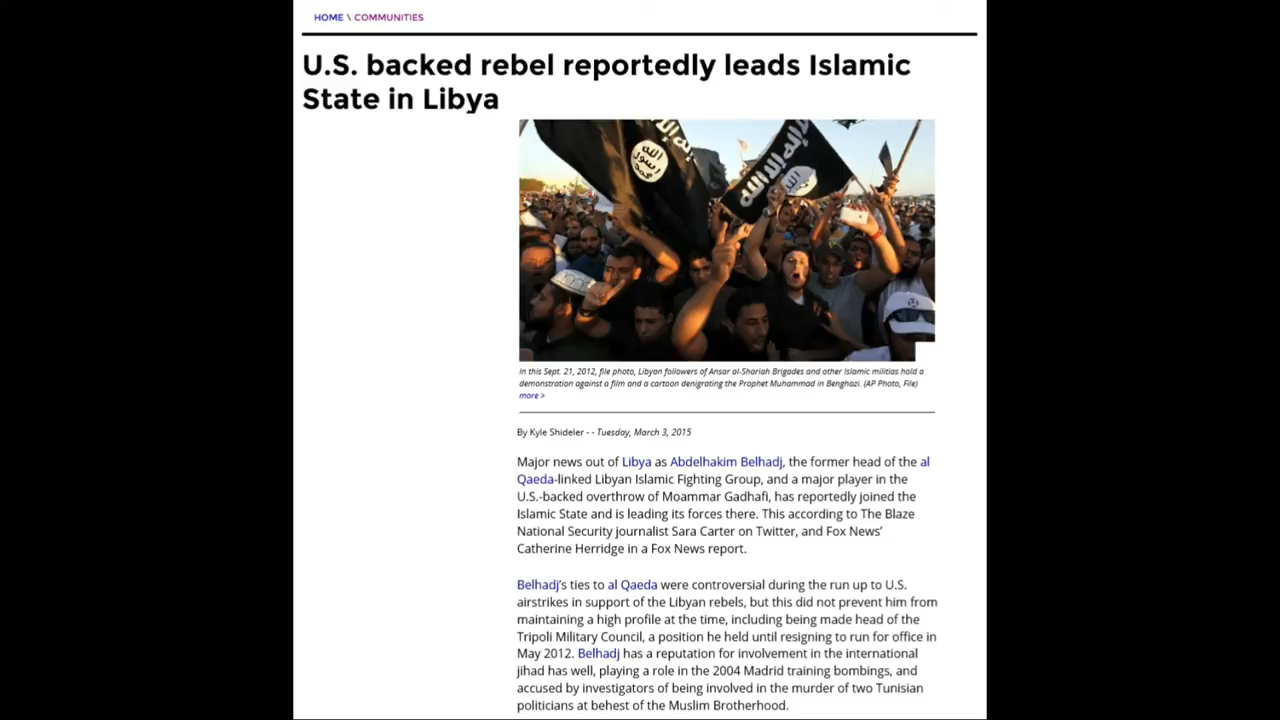 HOME \ COMMUNITIES
U.S. backed rebel reportedly leads Islamic
State in Libya
الله
رسول
محمد
In this Sept. 21, 2012, file photo, Libyan followers of Ansar al-Shariah Brigades and other Islamic militias hold a
demonstration against a film and a cartoon denigrating the Prophet Muhammad in Benghazi. (AP Photo, File)
more >
By Kyle Shideler - - Tuesday, March 3, 2015
Major news out of Libya as Abdelhakim Belhadj, the former head of the al
Qaeda-linked Libyan Islamic Fighting Group, and a major player in the
U.S.-backed overthrow of Moammar Gadhafi, has reportedly joined the
Islamic State and is leading its forces there. This according to The Blaze
National Security journalist Sara Carter on Twitter, and Fox News’
Catherine Herridge in a Fox News report.
Belhadj’s ties to al Qaeda were controversial during the run up to U.S.
airstrikes in support of the Libyan rebels, but this did not prevent him from
maintaining a high profile at the time, including being made head of the
Tripoli Military Council, a position he held until resigning to run for office in
May 2012. Belhadj has a reputation for involvement in the international
jihad has well, playing a role in the 2004 Madrid training bombings, and
accused by investigators of being involved in the murder of two Tunisian
politicians at behest of the Muslim Brotherhood.